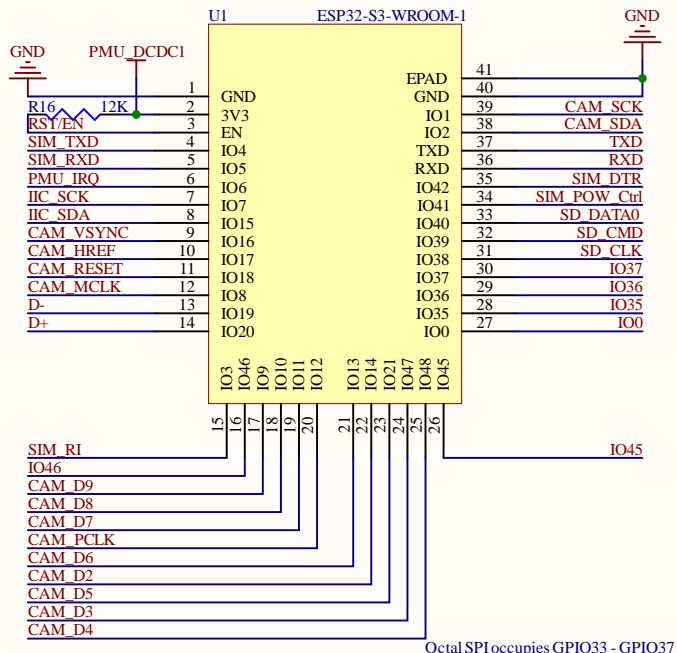 U1 ESP32-S3-WROOM-1 GND
GND PMU_DCDC1
41
EPAD
1 GND GND 40
R16 12K 2 3V3 IO1 39 CAM_SCK
RST/EN 3 EN IO2 38 CAM_SDA
SIM_TXD 4 IO4 TXD 37 TXD
SIM_RXD 5 IO5 RXD 36 RXD
PMU_IRQ 6 IO6 IO42 35 SIM_DTR
IIC_SCK 7 IO7 IO41 34 SIM_POW_Ctrl
IIC_SDA 8 IO15 IO40 33 SD_DATA0
CAM_VSYNC 9 IO16 IO39 32 SD_CMD
CAM_HREF 10 IO17 IO38 31 SD_CLK
CAM_RESET 11 IO18 IO37 30 IO37
CAM_MCLK 12 IO8 IO36 29 IO36
D- 13 IO19 IO35 28 IO35
D+ 14 IO20 IO0 27 IO0
IO3 IO46 IO9 IO10 IO11 IO12 IO13 IO14 IO21 IO47 IO48 IO45
15 16 17 18 19 20 21 22 23 24 25 26
SIM_RI IO45
IO46
CAM_D9
CAM_D8
CAM_D7
CAM_PCLK
CAM_D6
CAM_D2
CAM_D5
CAM_D3
CAM_D4
Octal SPI occupies GPIO33 - GPIO37